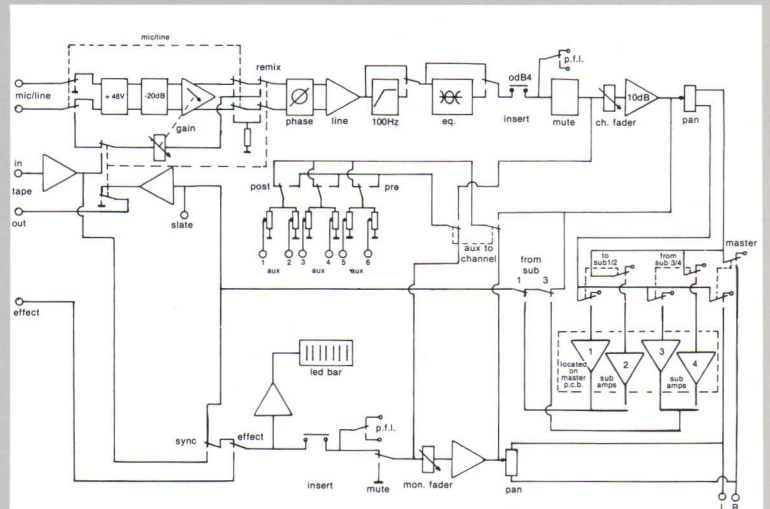 mic/line
remix
p.f.l.
odB4
mic/line
+ 48V
-20dB
gain
phase
line
100Hz
eq.
insert
mute
ch. fader
10dB
pan
in
tape
out
slate
post
pre
1
2
3
4
5
6
aux
aux
aux
aux to
channel
from
sub
1
3
to
sub1/2
from
sub 3/4
master
effect
led bar
1
2
3
4
located
on
master
p.c.b.
sub
amps
sub
amps
sync
effect
insert
p.f.l.
mute
mon. fader
pan
L
R